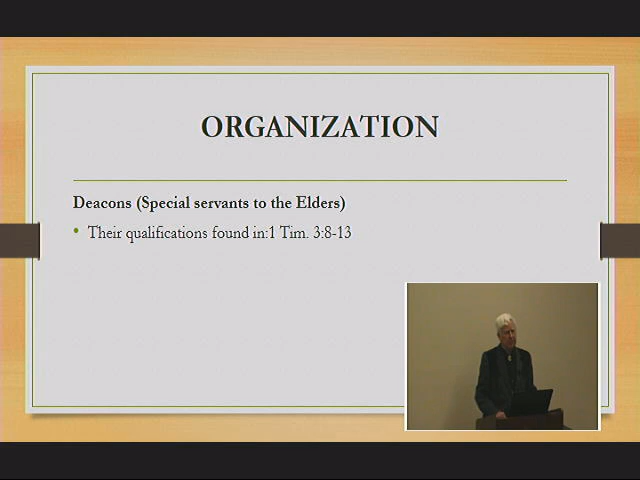 ORGANIZATION
Deacons (Special servants to the Elders)
• Their qualifications found in:1 Tim. 3:8-13